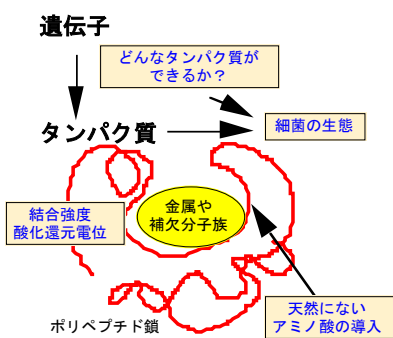 遺伝子
どんなタンパク質が
できるか？
タンパク質
細菌の生態
結合強度
酸化還元電位
金属や
補欠分子族
ポリペプチド鎖
天然にない
アミノ酸の導入